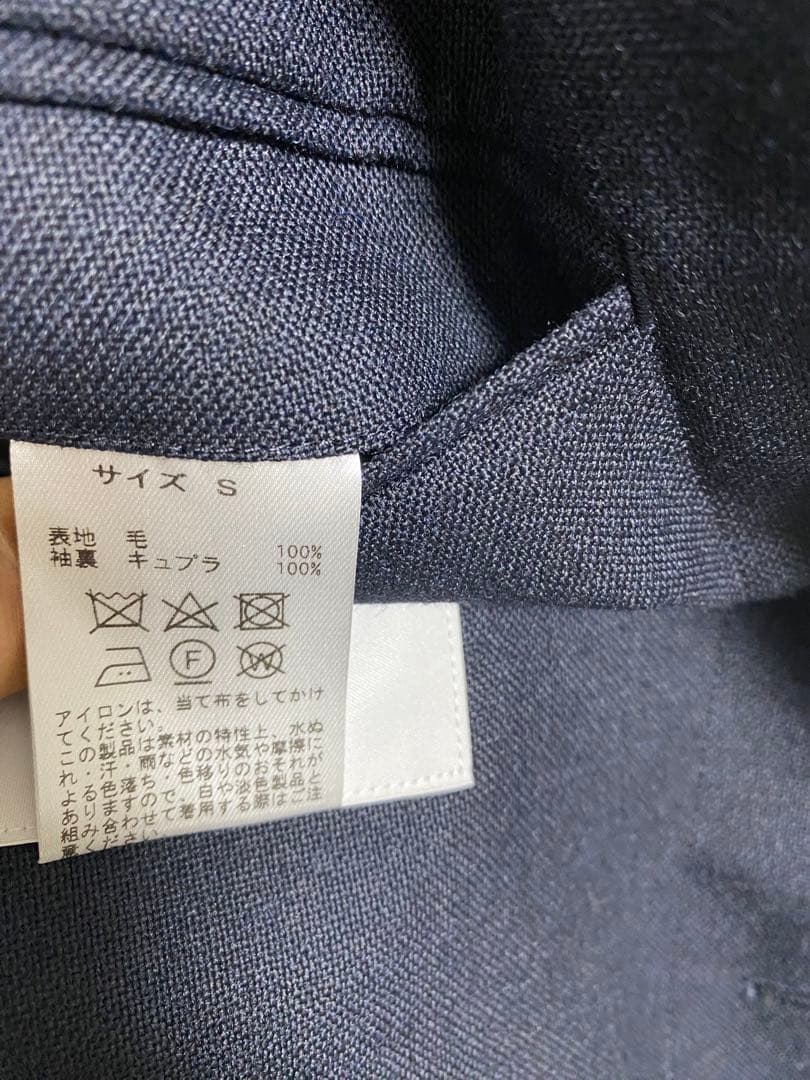 サイズ S
表地 毛 100%
袖裏 キュプラ 100%
F
W
アイロンは、当て布をしてかけ
てください。
この製品は素材の特性上、水ぬ
れ・汗・雨などの水気や摩擦に
よる色落ち・色移りのおそれが
ありますので、白や淡色製品と
組み合わせて着用する際はご注
意ください。